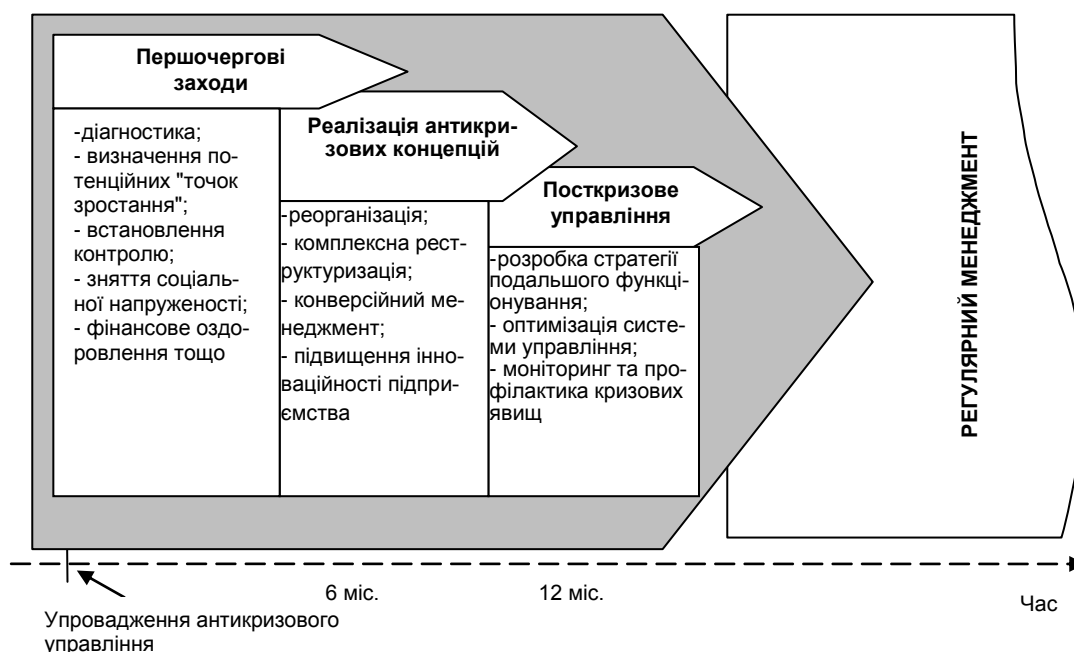 Першочергові
заходи
-діагностика;
- визначення по-
тенційних "точок
зростання";
- встановлення
контролю;
- зняття соціаль-
ної напруженості;
- фінансове оздо-
ровлення тощо
Реалізація антикри-
зових концепцій
-реорганізація;
- комплексна рест-
руктуризація;
- конверсійний ме-
неджмент;
- підвищення інно-
ваційності підпри-
ємства
Посткризове
управління
-розробка стратегії
подальшого функці-
онування;
- оптимізація систе-
ми управління;
- моніторинг та про-
філактика кризових
явищ
РЕГУЛЯРНИЙ МЕНЕДЖМЕНТ
6 міс.
12 міс.
Час
Упровадження антикризового
управління